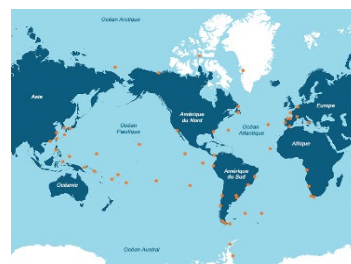 Océan Arctique
Asie
Europe
Amérique
du Nord
Océan
Pacifique
Océan
Atlantique
Afrique
Amérique
du Sud
Océanie
Océan Austral